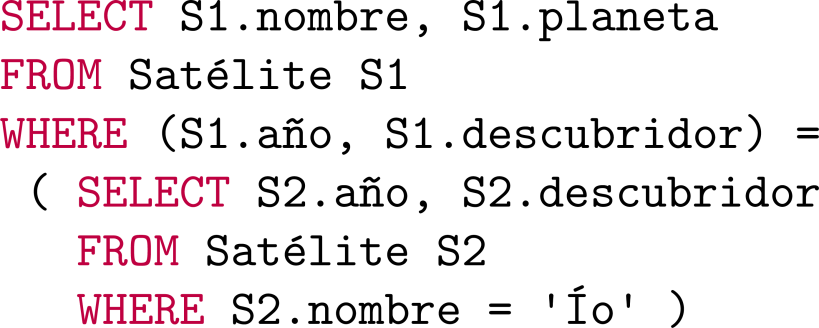 SELECT S1.nombre, S1.planeta
FROM Satélite S1
WHERE (S1.año, S1.descubridor) =
( SELECT S2.año, S2.descubridor
FROM Satélite S2
WHERE S2.nombre = 'Ío' )